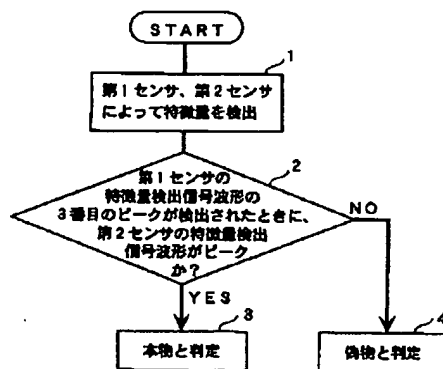 START
1
第1センサ、第2センサ
によって特徴量を検出
2
第1センサの
特徴量検出信号波形の
3番目のピークが検出されたときに、
第2センサの特徴量検出
信号波形がピーク
か?
NO
YES
3
本物と判定
4
偽物と判定